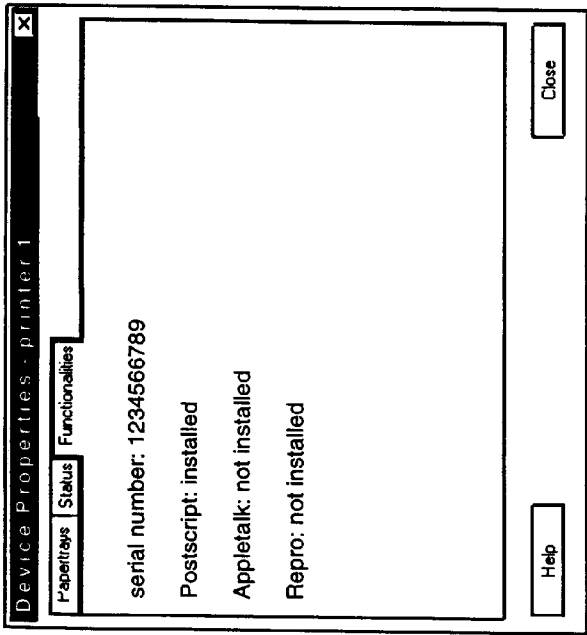 Device Properties - printer 1
X
Papertrays Status Functionalities
serial number: 1234566789
Postscript: installed
Appletalk: not installed
Repro: not installed
Help Close